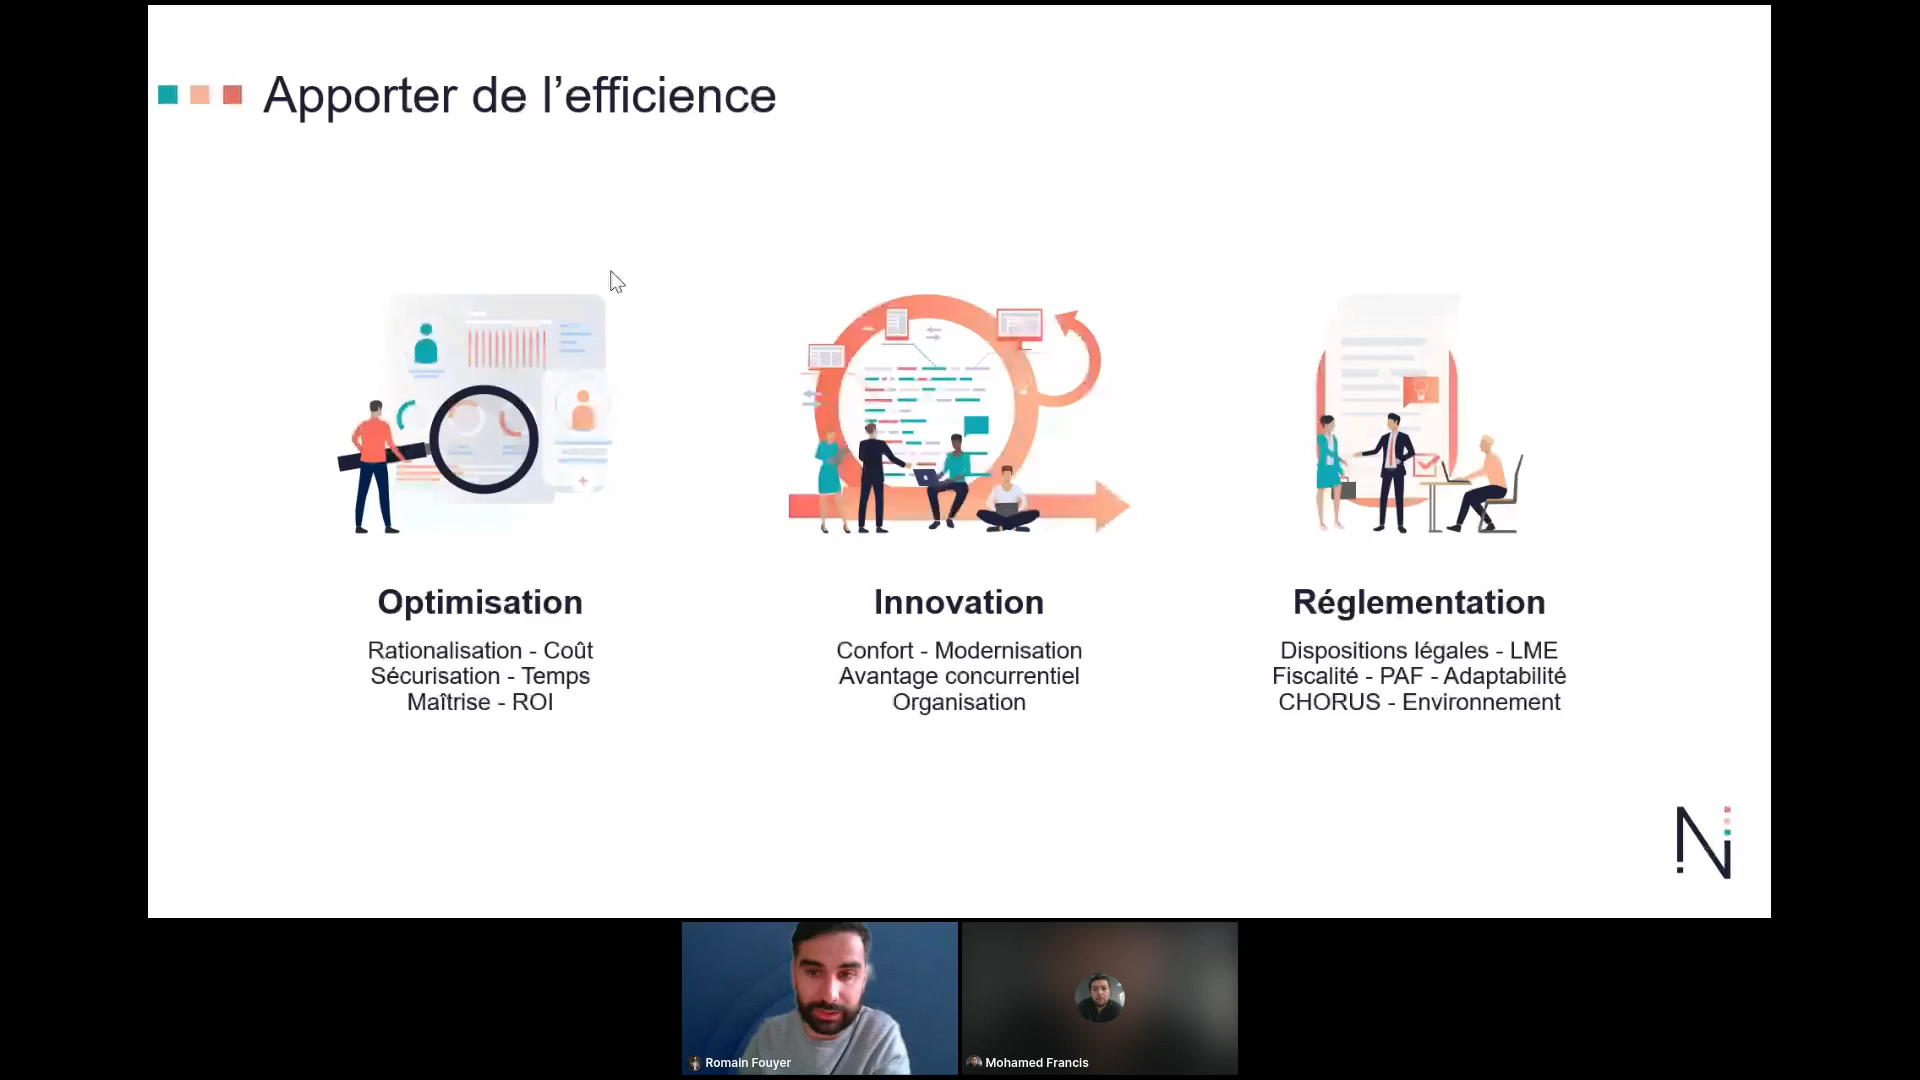 Apporter de l’efficience
Optimisation
Rationalisation - Coût
Sécurisation - Temps
Maîtrise - ROI
Innovation
Confort - Modernisation
Avantage concurrentiel
Organisation
Réglementation
Dispositions légales - LME
Fiscalité - PAF - Adaptabilité
CHORUS - Environnement
N
Romain Fouyer
Mohamed Francis